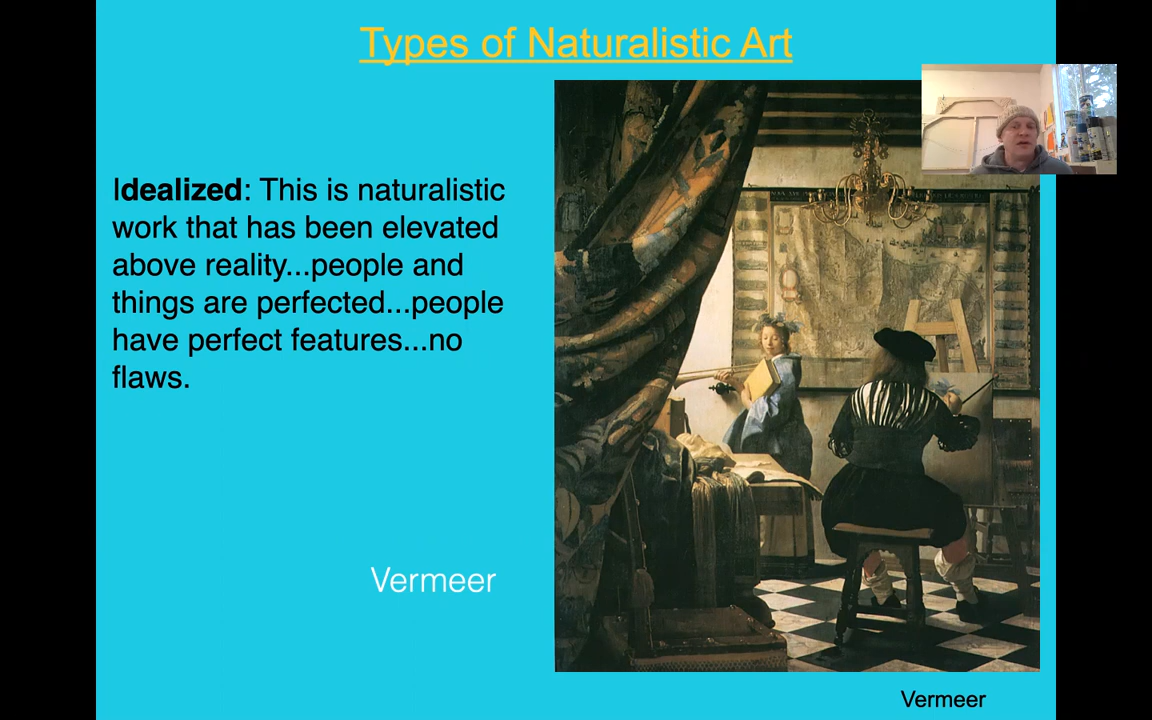 Types of Naturalistic Art
Idealized: This is naturalistic
work that has been elevated
above reality...people and
things are perfected...people
have perfect features...no
flaws.
Vermeer
Vermeer